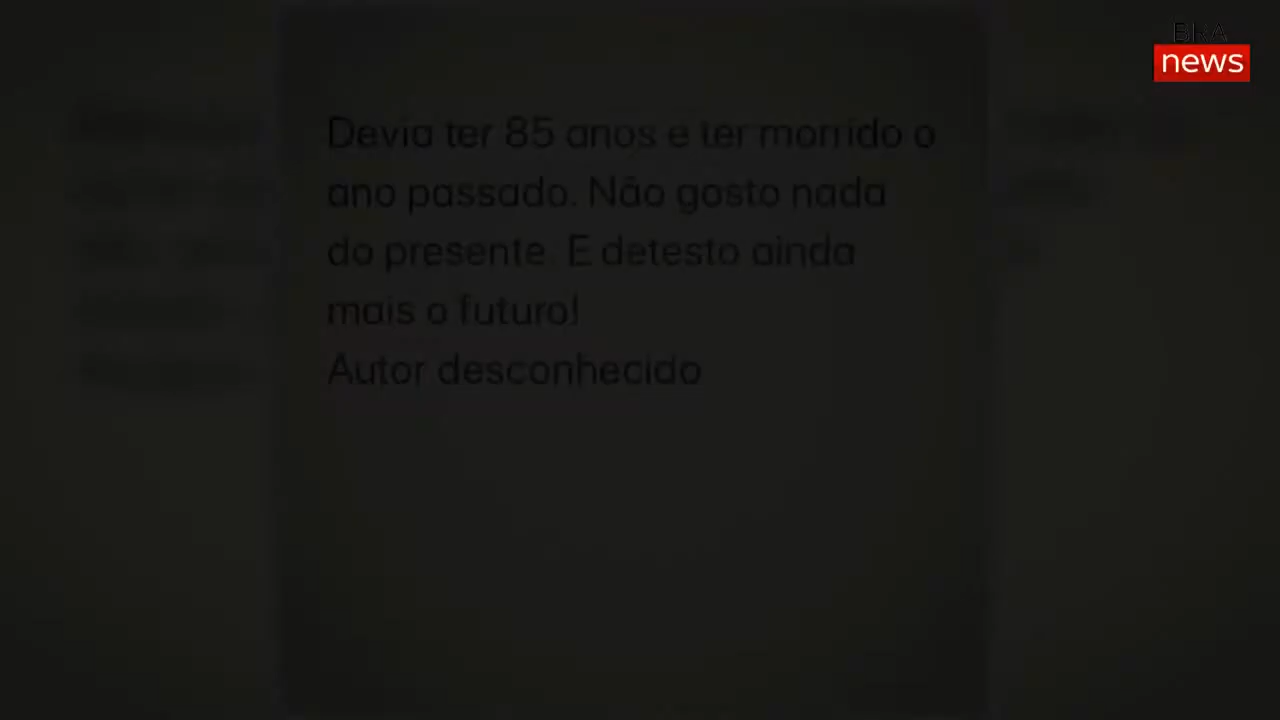 BRA
news
Devia ter 85 anos e ter morrido o
ano passado. Não gosto nada
do presente. E detesto ainda
mais o futuro!
Autor desconhecido